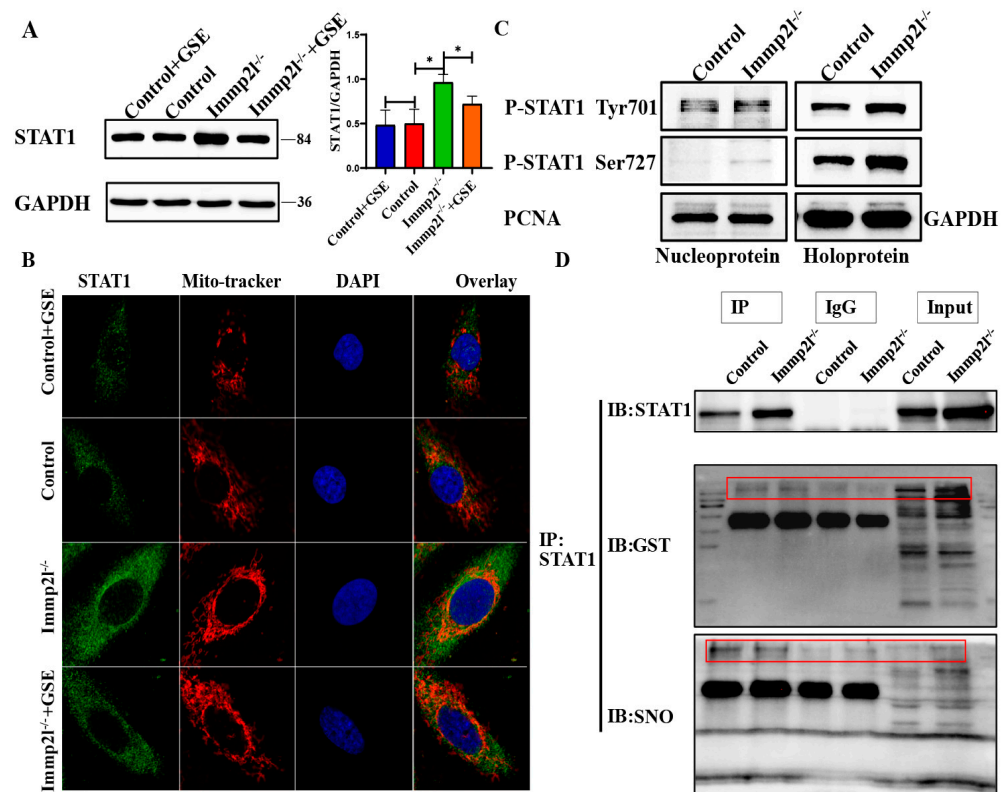 A
Control+GSE
Control
Immp2l-/-
Immp2l-/-+GSE
STAT1
84
GAPDH
36
STAT1/GAPDH
1.5
1.0
0.5
0.0
*
*
Control+GSE
Control
Immp2l-/-
Immp2l-/-+GSE
C
Control
Immp2l-/-
Control
Immp2l-/-
P-STAT1 Tyr701
P-STAT1 Ser727
PCNA
GAPDH
Nucleoprotein
Holoprotein
B
STAT1
Mito-tracker
DAPI
Overlay
Control+GSE
Control
Immp2l-/-
Immp2l-/-+GSE
D
IP
IgG
Input
Control
Immp2l-/-
Control
Immp2l-/-
Control
Immp2l-/-
IP:
STAT1
IB:STAT1
IB:GST
IB:SNO